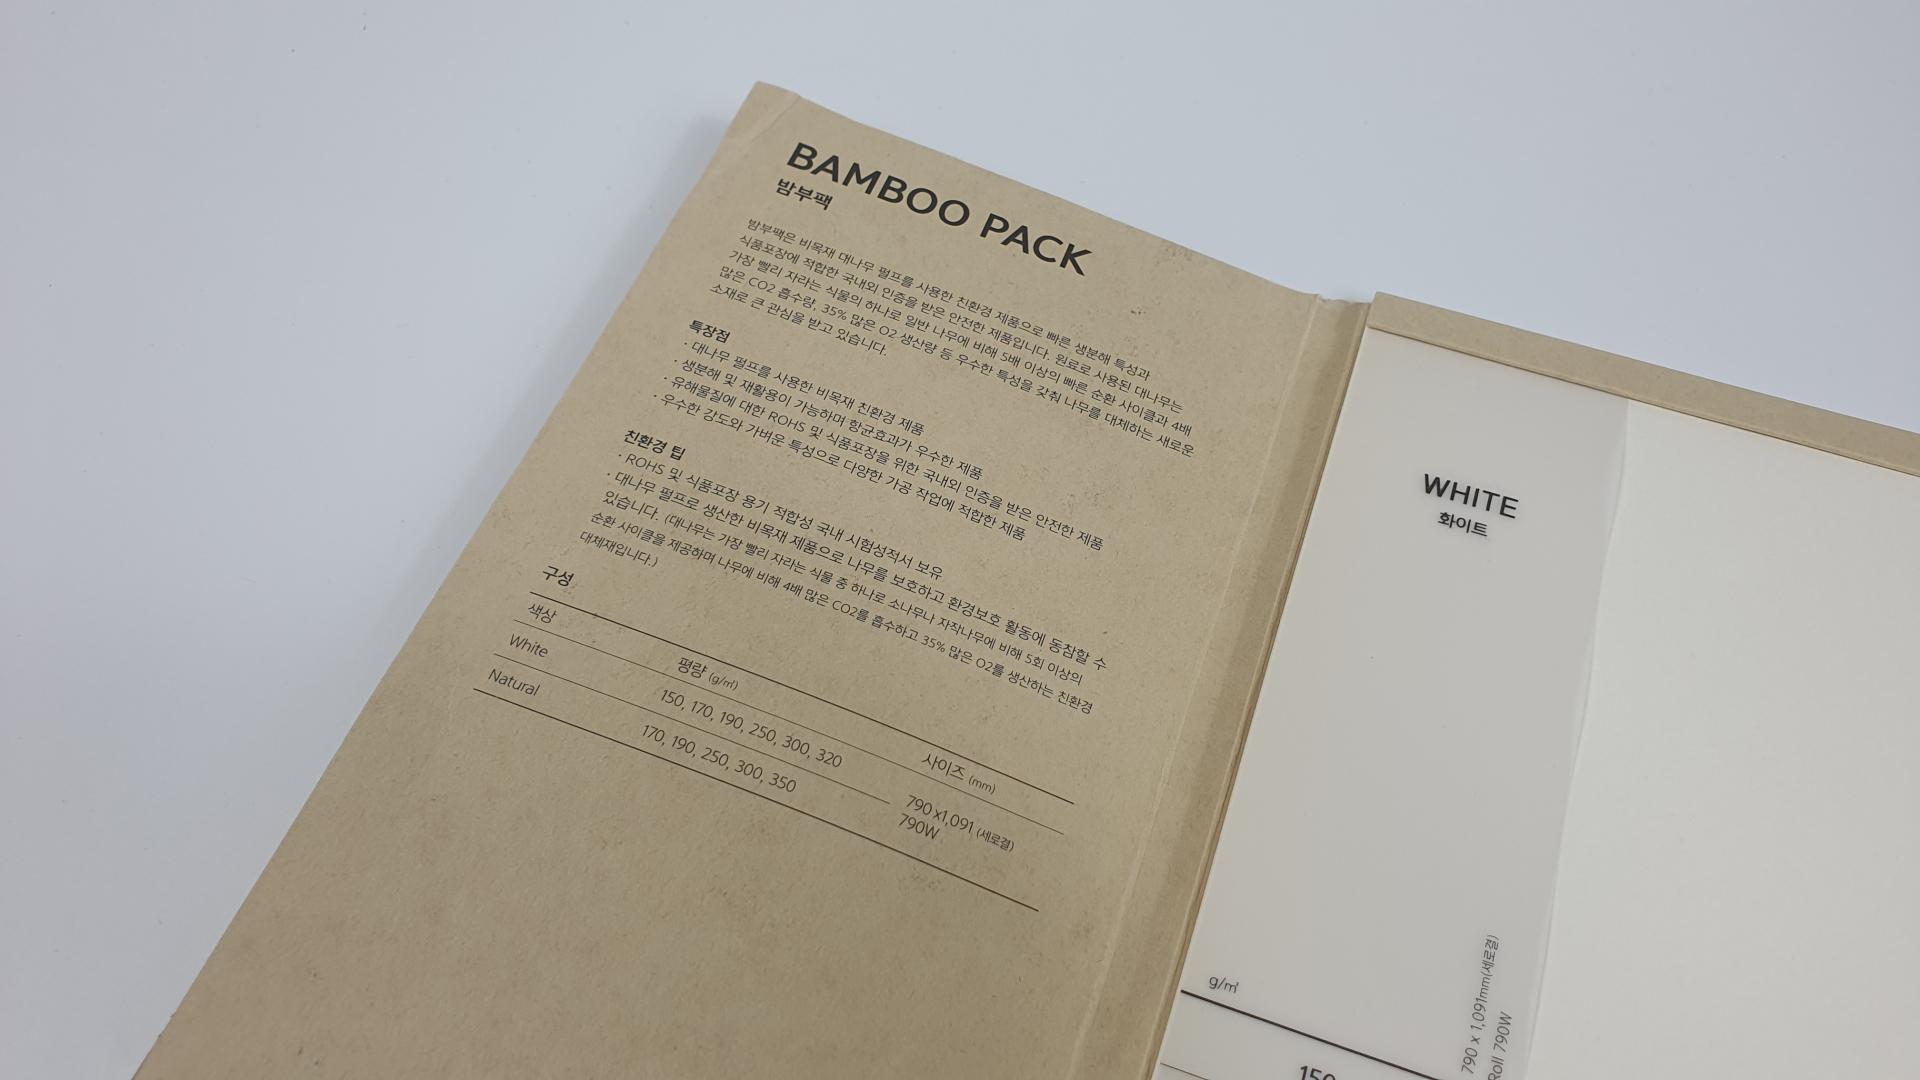 BAMBOO PACK
밤부팩
밤부팩은 비목재 대나무 펄프를 사용한 친환경 제품으로 빠른 생분해 특성과
식품포장에 적합한 국내외 인증을 받은 안전한 제품입니다. 원료로 사용된 대나무는
가장 빨리 자라는 식물의 하나로 일반 나무에 비해 5배 이상의 빠른 순환 사이클과 4배
많은 CO2 흡수량, 35% 많은 O2 생산량 등 우수한 특성을 갖춰 나무를 대체하는 새로운
소재로 큰 관심을 받고 있습니다.
특장점
· 대나무 펄프를 사용한 비목재 친환경 제품
· 생분해 및 재활용이 가능하며 항균효과가 우수한 제품
· 유해물질에 대한 ROHS 및 식품포장을 위한 국내외 인증을 받은 안전한 제품
· 우수한 강도와 가벼운 특성으로 다양한 가공 작업에 적합한 제품
친환경 팁
· ROHS 및 식품포장 용기 적합성 국내 시험성적서 보유
· 대나무 펄프로 생산한 비목재 제품으로 나무를 보호하고 환경보호 활동에 동참할 수
있습니다. (대나무는 가장 빨리 자라는 식물 중 하나로 소나무나 자작나무에 비해 5회 이상의
순환 사이클을 제공하며 나무에 비해 4배 많은 CO2를 흡수하고 35% 많은 O2를 생산하는 친환경
대체재입니다.)
구성
색상 평량 (g/㎡) 사이즈 (mm)
White 150, 170, 190, 250, 300, 320 790 x1,091 (세로결)
790W
Natural 170, 190, 250, 300, 350
WHITE
화이트
g/㎡
150
790 x 1,091mm(세로결)
Roll 790W